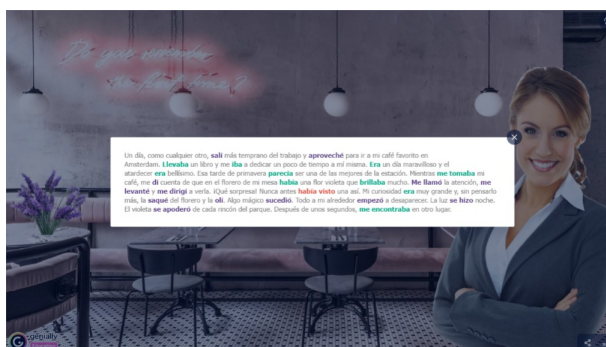 Un día, como cualquier otro, salí más temprano del trabajo y aproveché para ir a mi café favorito en
Amsterdam. Llevaba un libro y me iba a dedicar un poco de tiempo a mí misma. Era un día maravilloso y el
atardecer era bellísimo. Esa tarde de primavera parecía ser una de las mejores de la estación. Mientras me tomaba mi
café, me di cuenta de que en el florero de mi mesa había una flor violeta que brillaba mucho. Me llamó la atención, me
levanté y me dirigí a verla. ¡Qué sorpresa! Nunca antes había visto una así. Mi curiosidad era muy grande y, sin pensarlo
más, la saqué del florero y la olí. Algo mágico sucedió. Todo a mi alrededor empezó a desaparecer. La luz se hizo noche.
El violeta se apoderó de cada rincón del parque. Después de unos segundos, me encontraba en otro lugar.
genially